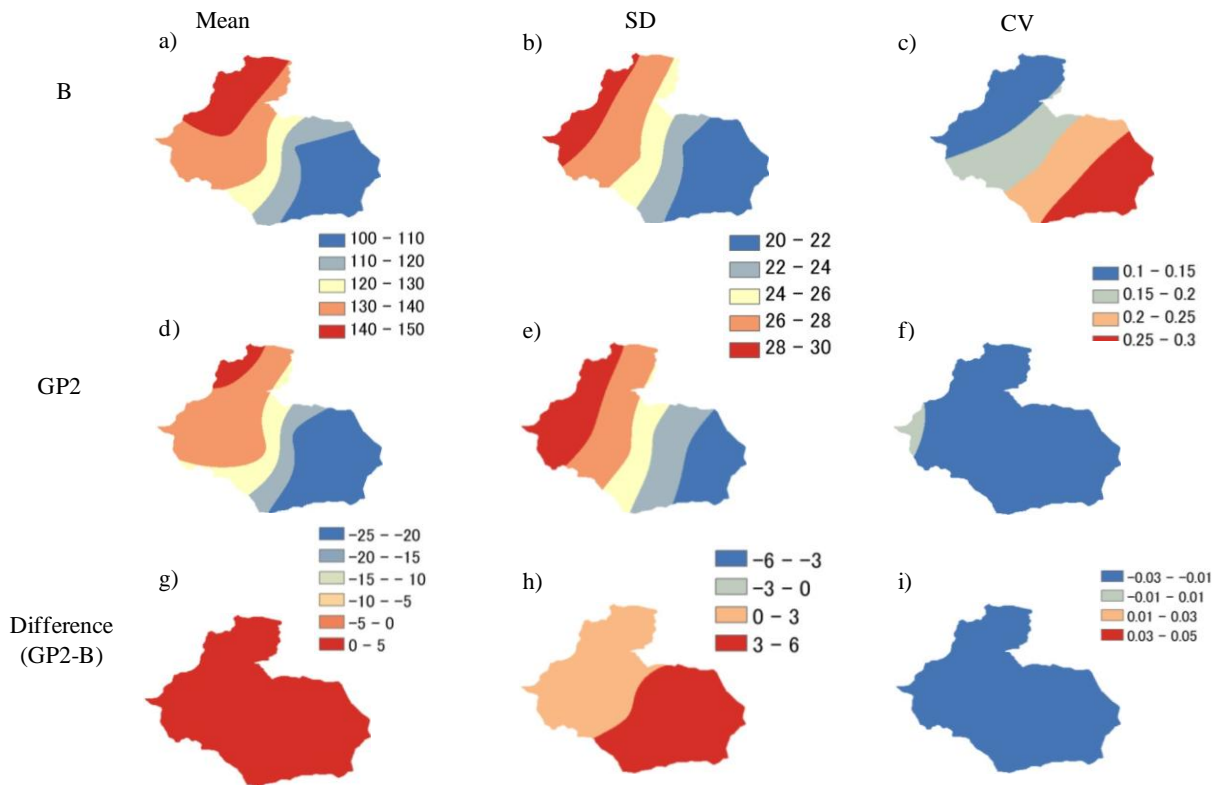 Mean
SD
CV
a)
b)
c)
B
100 - 110
110 - 120
120 - 130
130 - 140
140 - 150
20 - 22
22 - 24
24 - 26
26 - 28
28 - 30
0.1 - 0.15
0.15 - 0.2
0.2 - 0.25
0.25 - 0.3
d)
e)
f)
GP2
-25 - -20
-20 - -15
-15 - - 10
-10 - -5
-5 - 0
0 - 5
-6 - -3
-3 - 0
0 - 3
3 - 6
-0.03 - -0.01
-0.01 - 0.01
0.01 - 0.03
0.03 - 0.05
g)
h)
i)
Difference
(GP2-B)